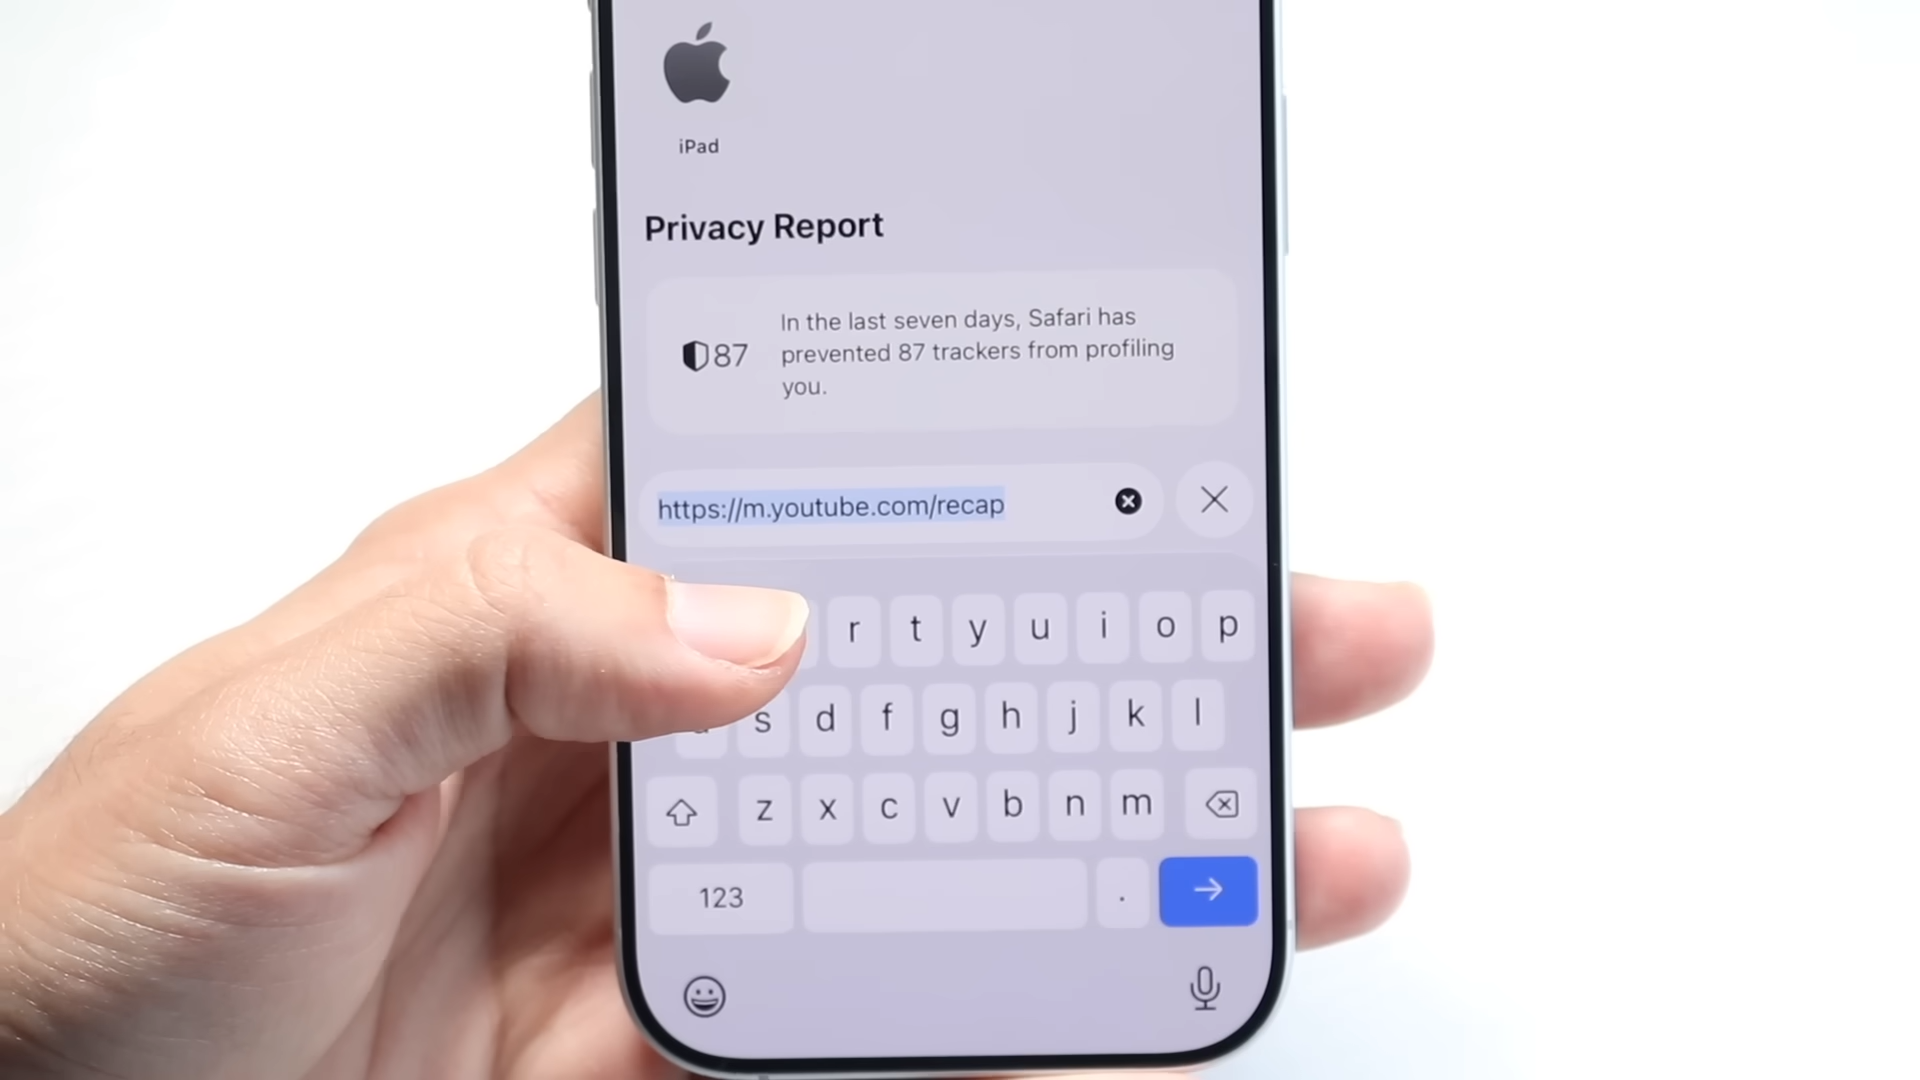 iPad
Privacy Report
87
In the last seven days, Safari has
prevented 87 trackers from profiling
you.
https://m.youtube.com/recap
r t y u i o p
s d f g h j k l
z x c v b n m
123 .